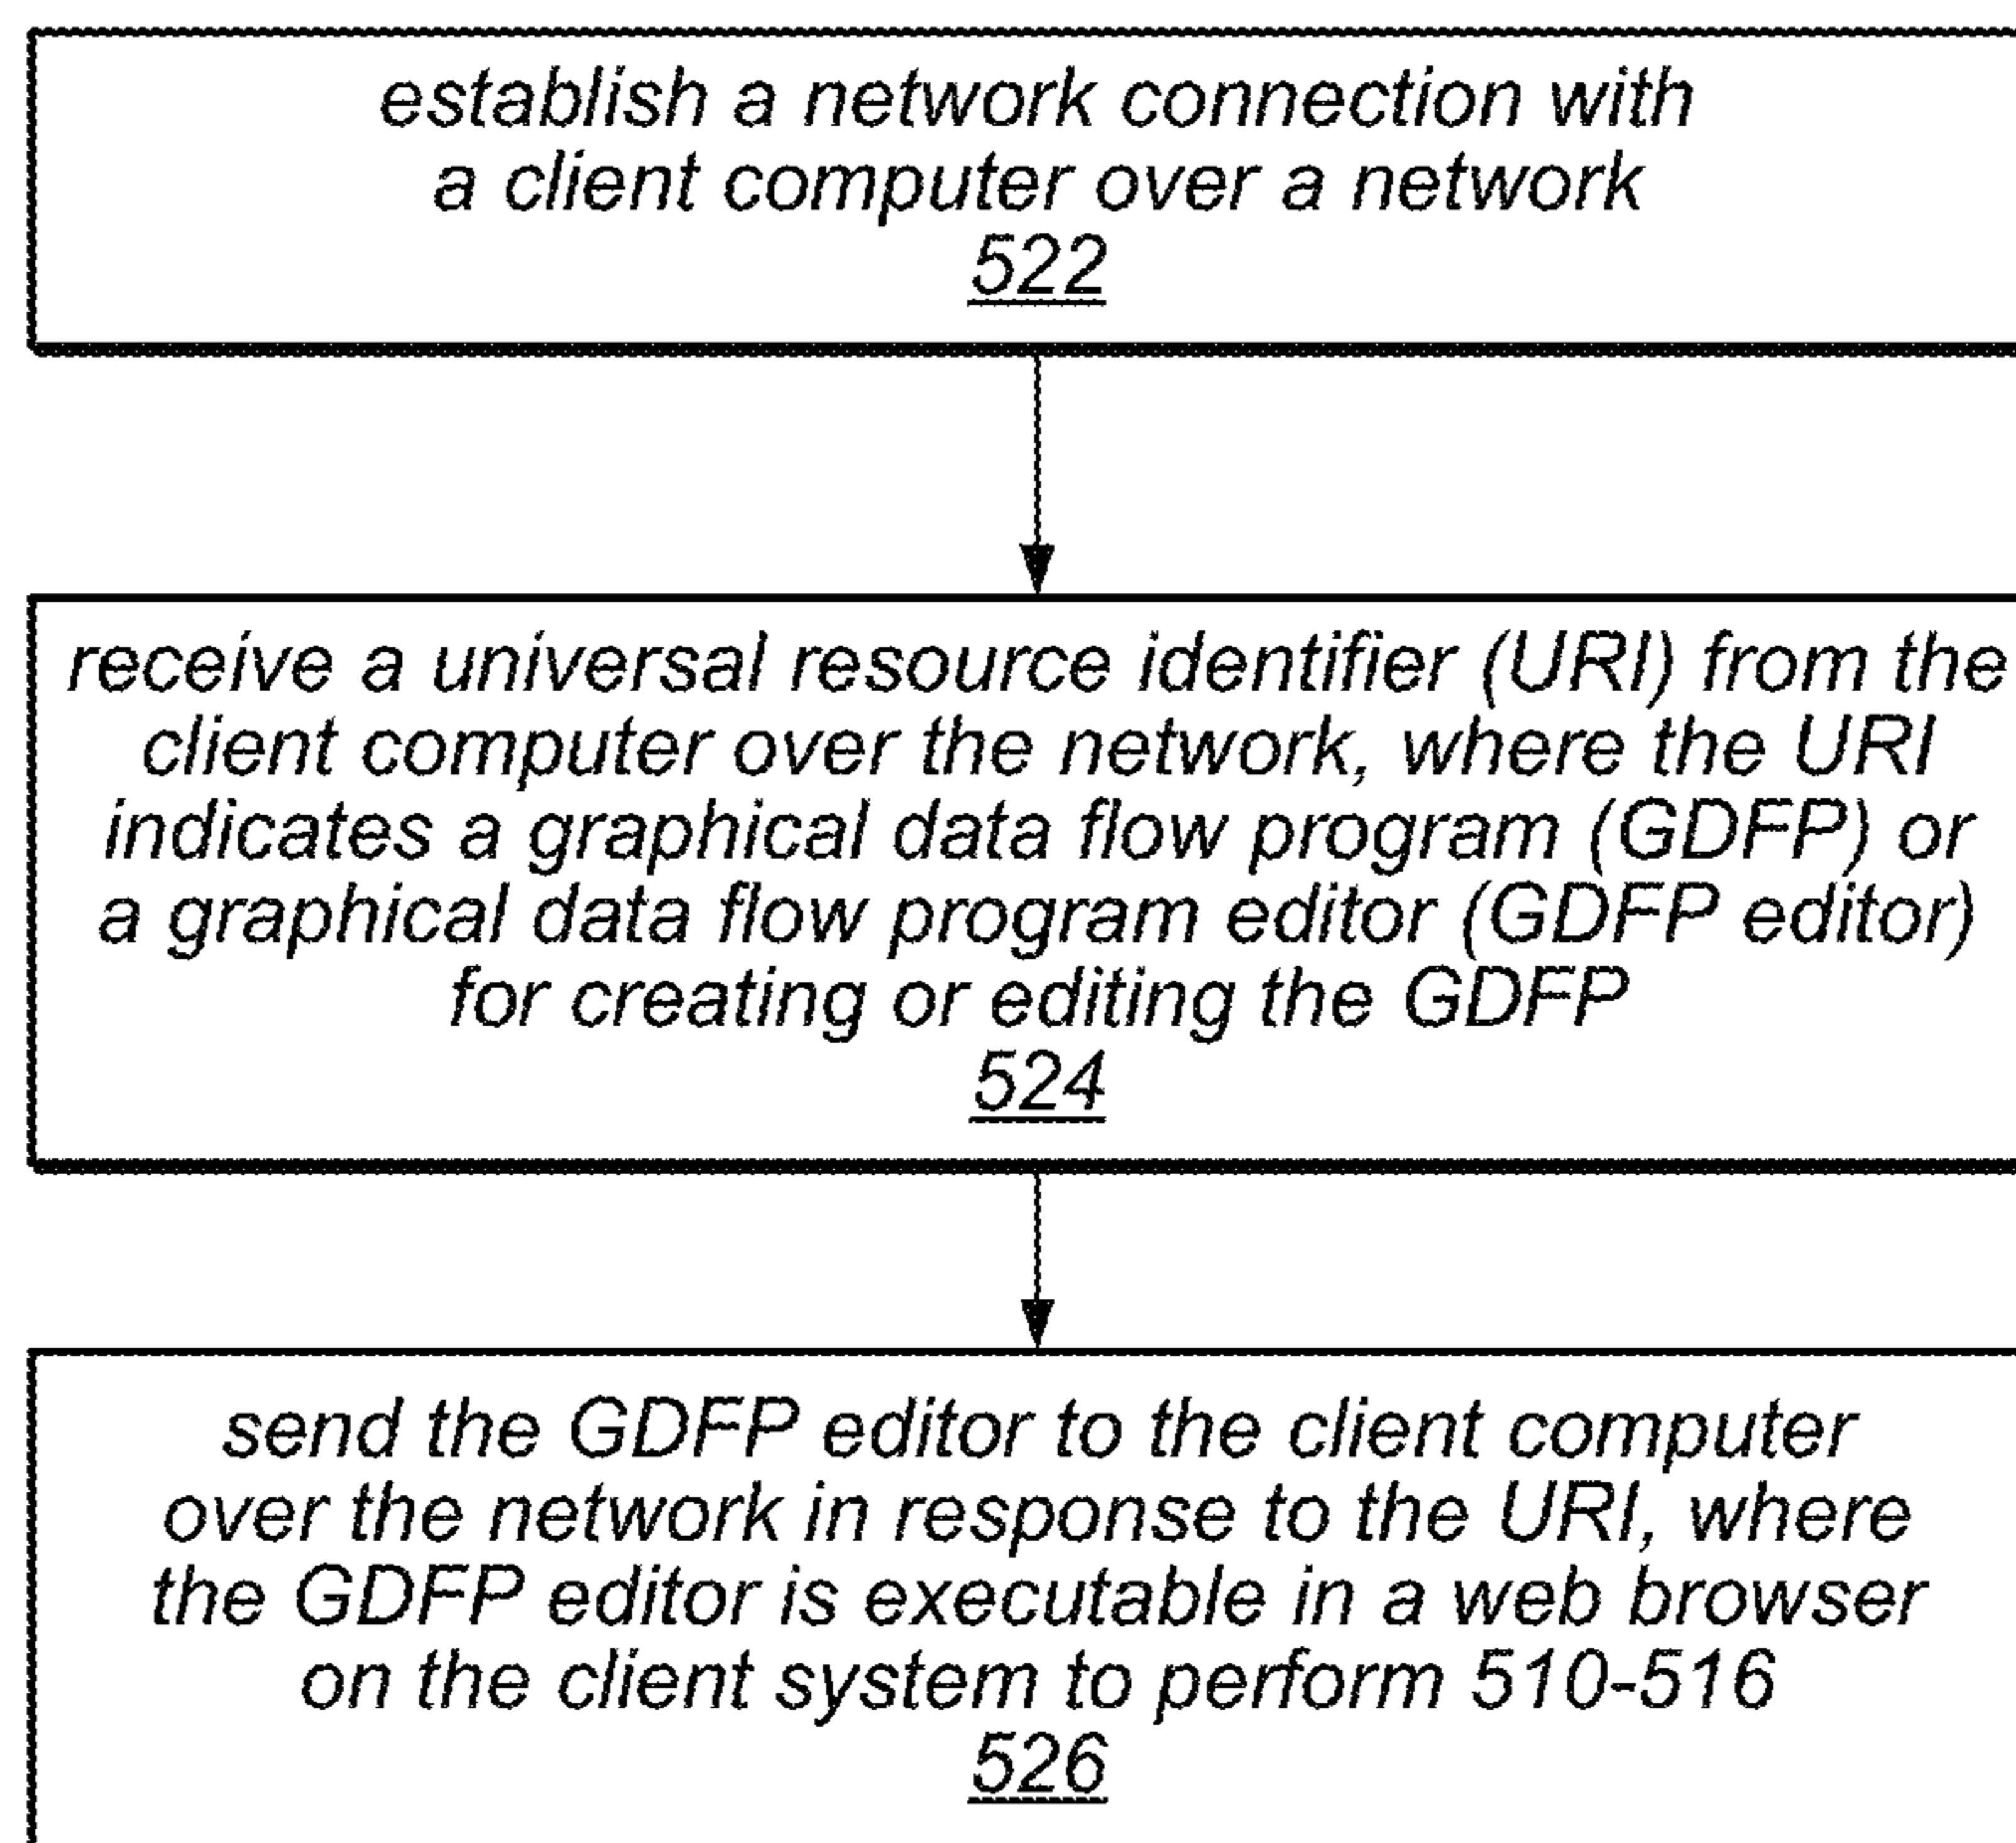 establish a network connection with
a client computer over a network
522
receive a universal resource identifier (URI) from the
client computer over the network, where the URI
indicates a graphical data flow program (GDFP) or
a graphical data flow program editor (GDFP editor)
for creating or editing the GDFP
524
send the GDFP editor to the client computer
over the network in response to the URI, where
the GDFP editor is executable in a web browser
on the client system to perform 510-516
526